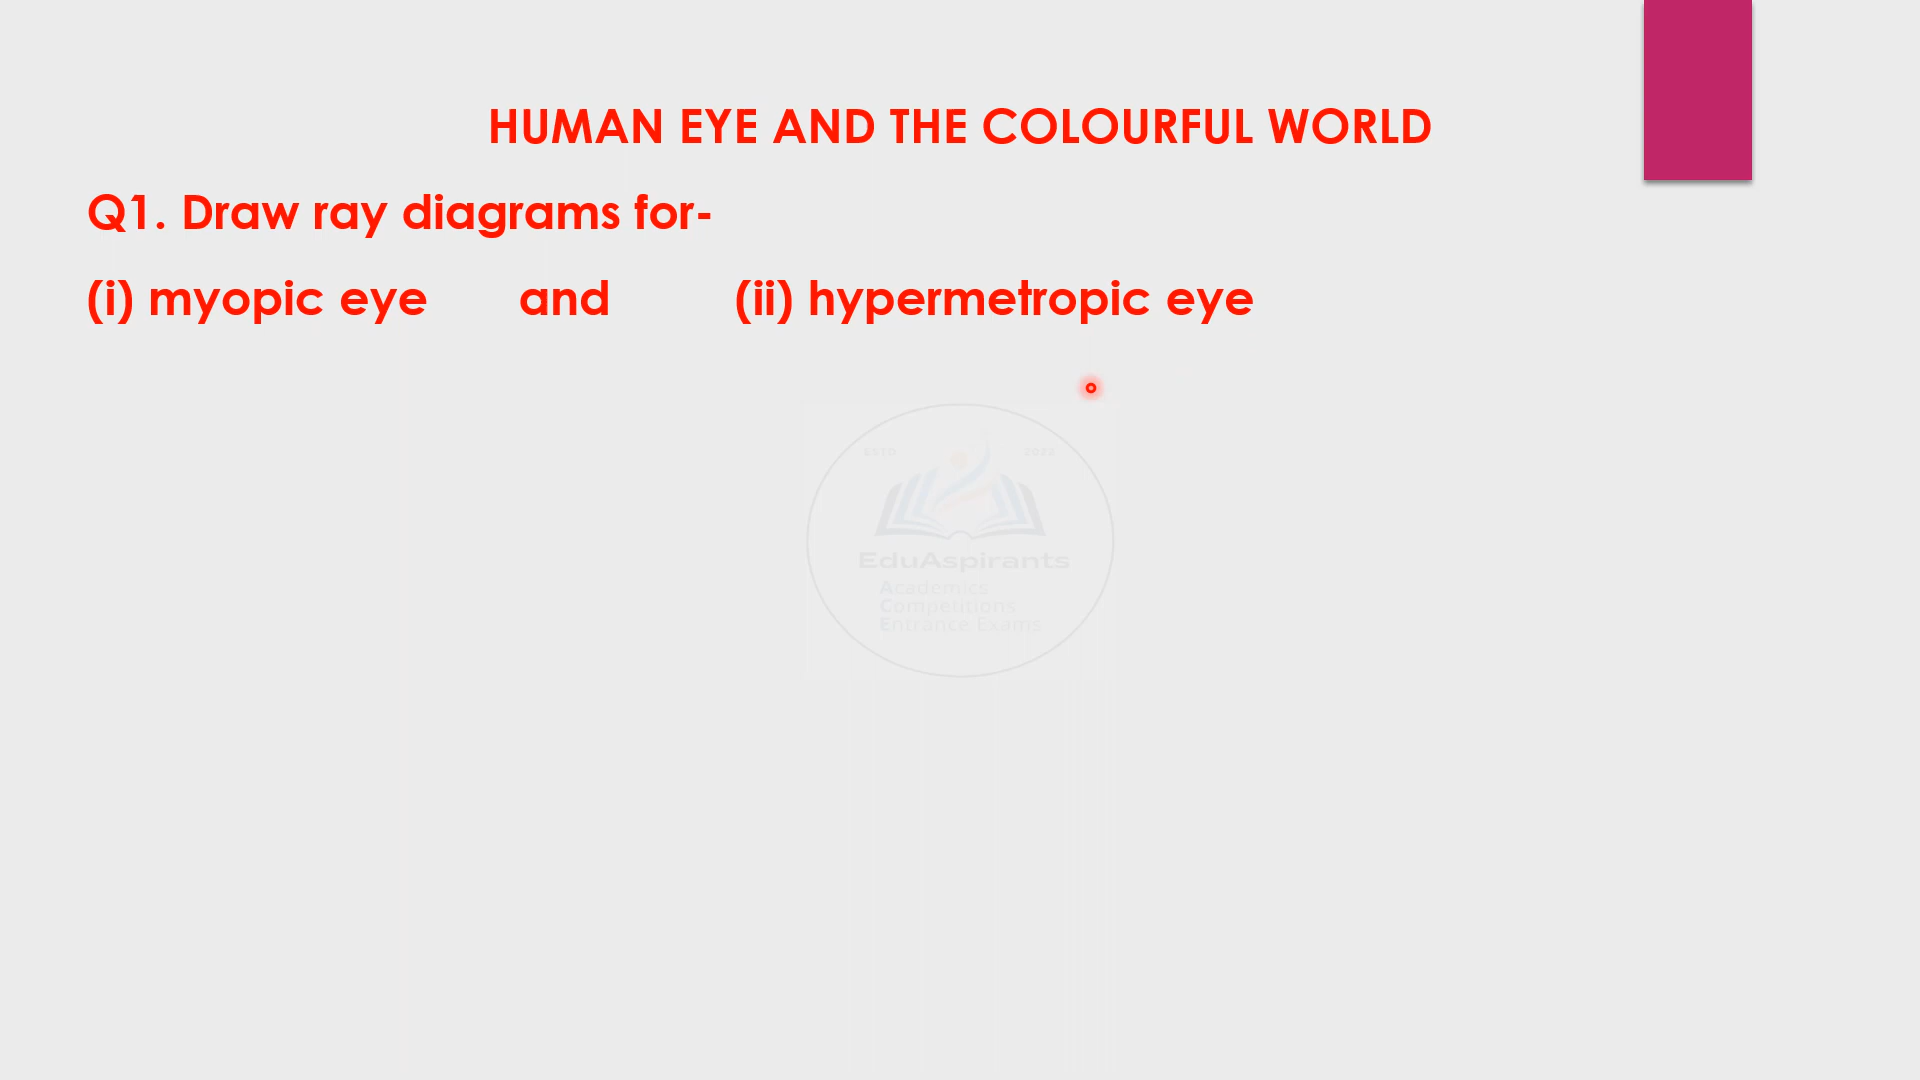 HUMAN EYE AND THE COLOURFUL WORLD
Q1. Draw ray diagrams for-
(i) myopic eye and (ii) hypermetropic eye
ESTD
EduAspirants
Academics
Competitions
Entrance Exams